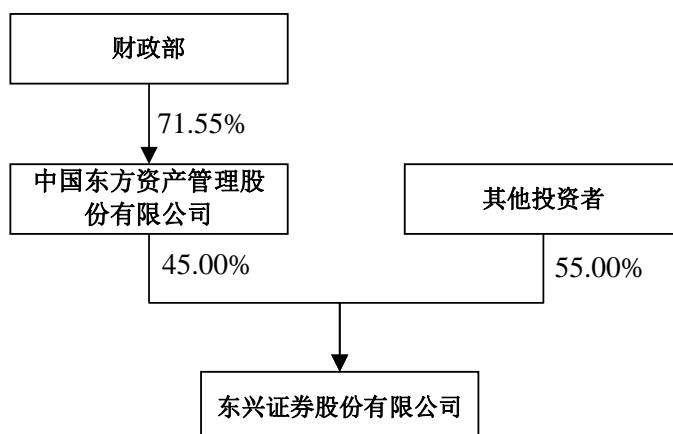 财政部
71.55%
中国东方资产管理股
份有限公司
其他投资者
45.00%
55.00%
东兴证券股份有限公司